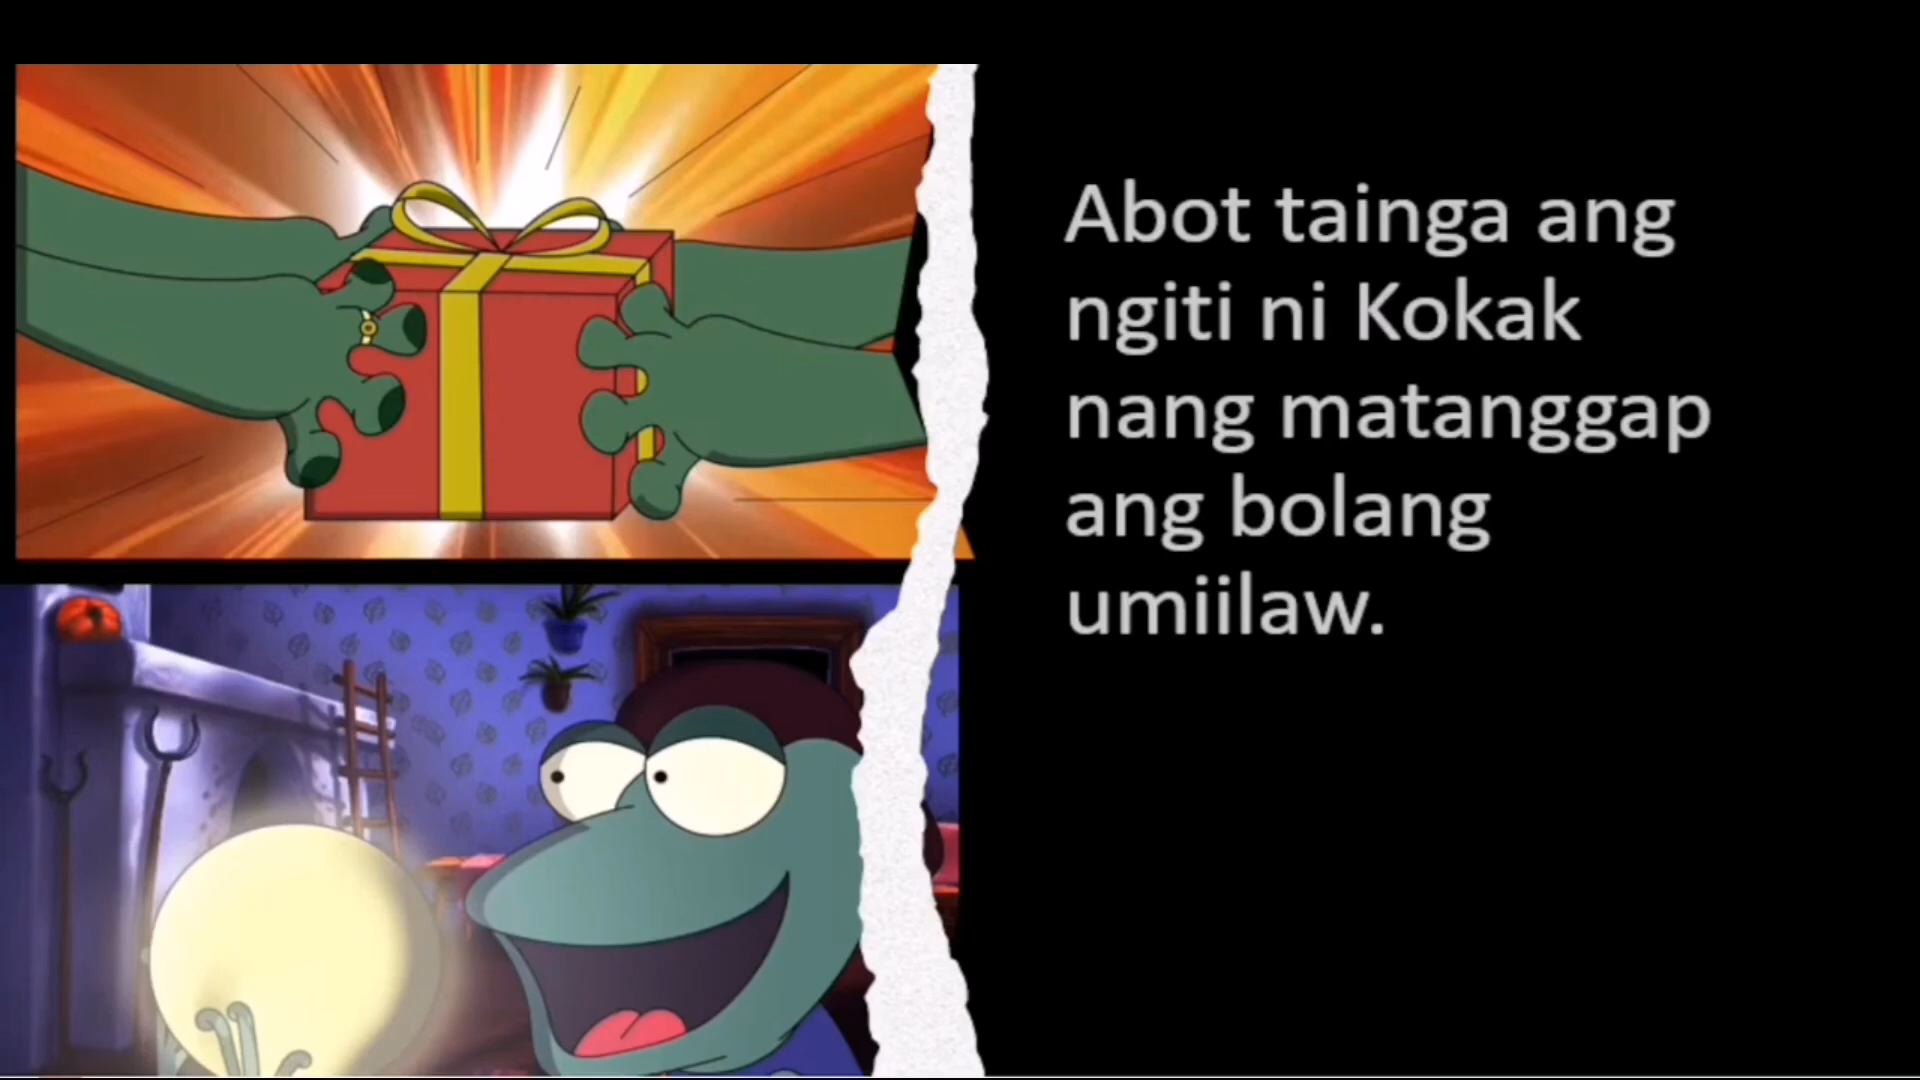 Abot tainga ang
ngiti ni Kokak
nang matanggap
ang bolang
umiilaw.